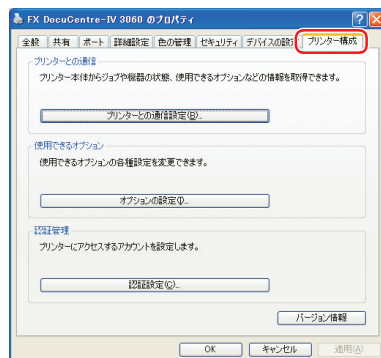 FX DocuCentre-IV 3060 のプロパティ
全般 共有 ポート 詳細設定 色の管理 セキュリティ デバイスの設定 プリンター構成
プリンターとの通信
プリンター本体からジョブや機器の状態、使用できるオプションなどの情報を取得できます。
プリンターとの通信設定(B)...
使用できるオプション
使用できるオプションの各種設定を変更できます。
オプションの設定(I)...
認証管理
プリンターにアクセスするアカウントを設定します。
認証設定(C)...
バージョン情報
OK キャンセル 適用(A)